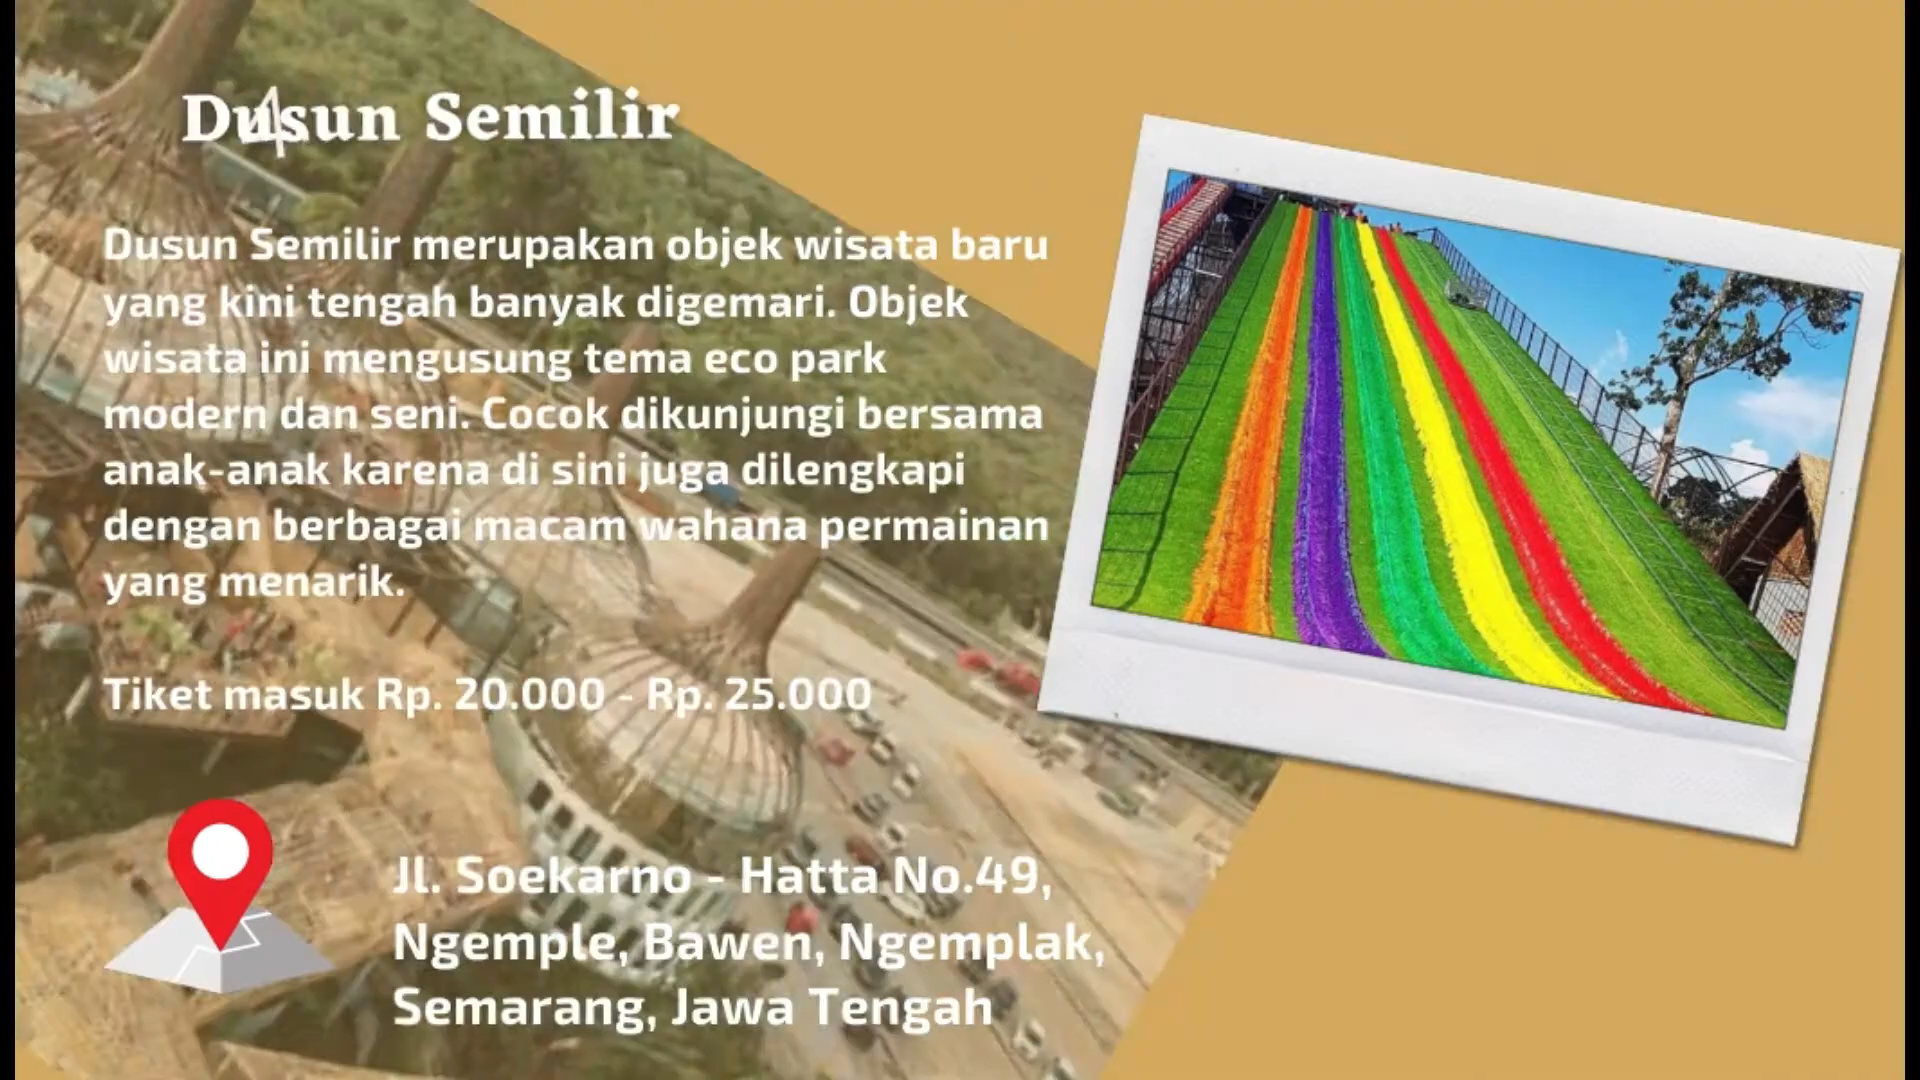 Dusun Semilir
4
Dusun Semilir merupakan objek wisata baru
yang kini tengah banyak digemari. Objek
wisata ini mengusung tema eco park
modern dan seni. Cocok dikunjungi bersama
anak-anak karena di sini juga dilengkapi
dengan berbagai macam wahana permainan
yang menarik.
Tiket masuk Rp. 20.000 - Rp. 25.000
Jl. Soekarno - Hatta No.49,
Ngemple, Bawen, Ngemplak,
Semarang, Jawa Tengah